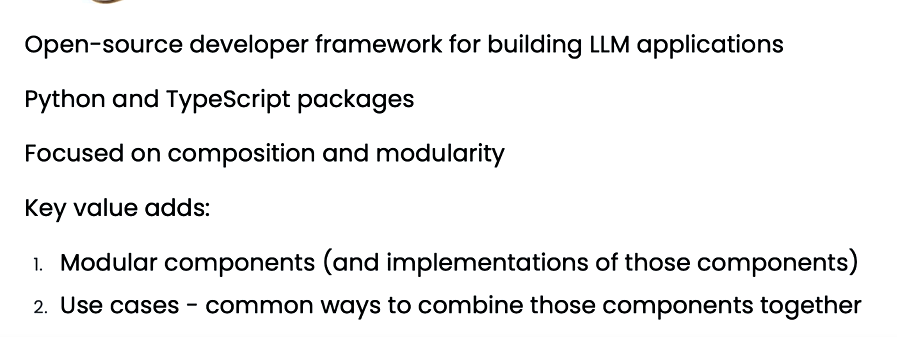 Open-source developer framework for building LLM applications
Python and TypeScript packages
Focused on composition and modularity
Key value adds:
1. Modular components (and implementations of those components)
2. Use cases - common ways to combine those components together